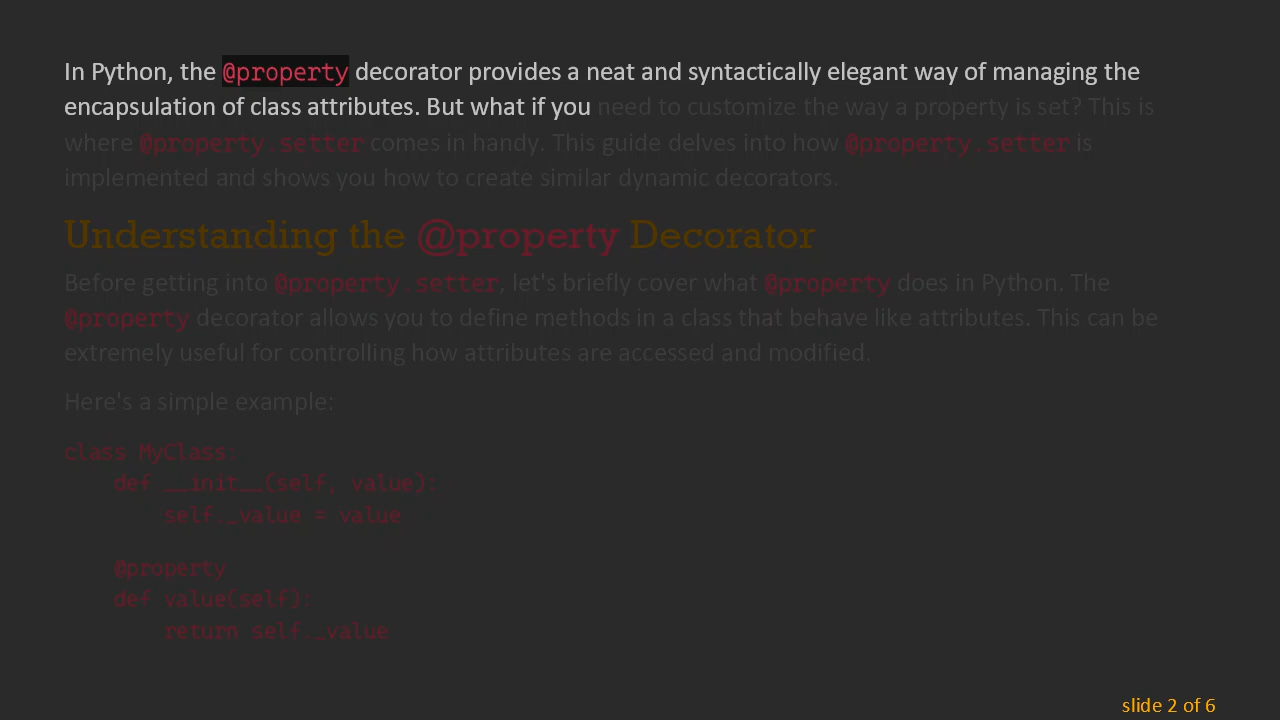 In Python, the @property decorator provides a neat and syntactically elegant way of managing the
encapsulation of class attributes. But what if you need to customize the way a property is set? This is
where @property.setter comes in handy. This guide delves into how @property.setter is
implemented and shows you how to create similar dynamic decorators.
Understanding the @property Decorator
Before getting into @property.setter, let's briefly cover what @property does in Python. The
@property decorator allows you to define methods in a class that behave like attributes. This can be
extremely useful for controlling how attributes are accessed and modified.
Here's a simple example:
class MyClass:
    def __init__(self, value):
        self._value = value
    @property
    def value(self):
        return self._value
slide 2 of 6